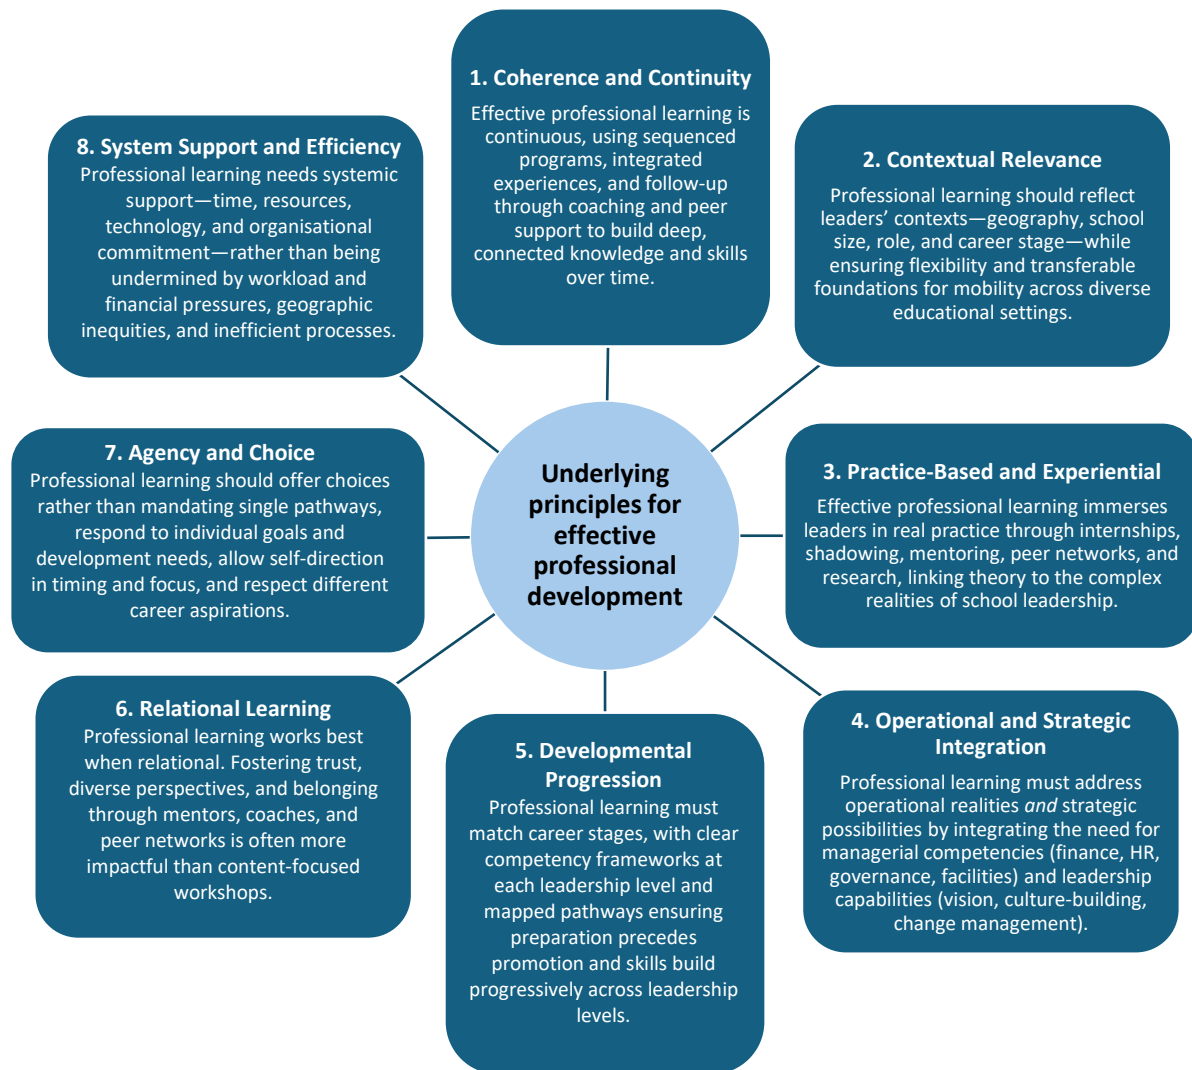 Underlying
principles for
effective
professional
development
1. Coherence and Continuity
Effective professional learning is
continuous, using sequenced
programs, integrated
experiences, and follow-up
through coaching and peer
support to build deep,
connected knowledge and skills
over time.
2. Contextual Relevance
Professional learning should reflect
leaders’ contexts—geography, school
size, role, and career stage—while
ensuring flexibility and transferable
foundations for mobility across diverse
educational settings.
3. Practice-Based and Experiential
Effective professional learning immerses
leaders in real practice through internships,
shadowing, mentoring, peer networks, and
research, linking theory to the complex
realities of school leadership.
4. Operational and Strategic
Integration
Professional learning must address
operational realities and strategic
possibilities by integrating the need for
managerial competencies (finance, HR,
governance, facilities) and leadership
capabilities (vision, culture-building,
change management).
5. Developmental
Progression
Professional learning must
match career stages, with clear
competency frameworks at
each leadership level and
mapped pathways ensuring
preparation precedes
promotion and skills build
progressively across leadership
levels.
6. Relational Learning
Professional learning works best
when relational. Fostering trust,
diverse perspectives, and belonging
through mentors, coaches, and
peer networks is often more
impactful than content-focused
workshops.
7. Agency and Choice
Professional learning should offer choices
rather than mandating single pathways,
respond to individual goals and
development needs, allow self-direction
in timing and focus, and respect different
career aspirations.
8. System Support and Efficiency
Professional learning needs systemic
support—time, resources,
technology, and organisational
commitment—rather than being
undermined by workload and
financial pressures, geographic
inequities, and inefficient processes.